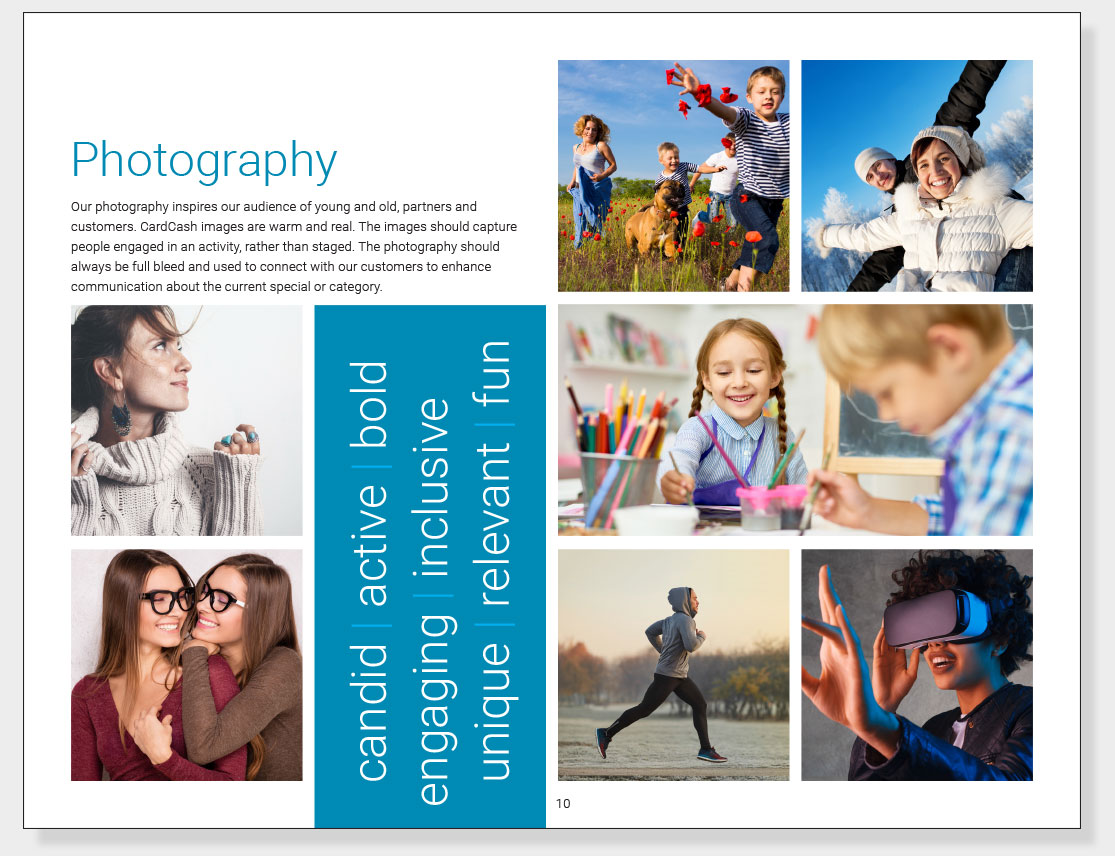 Photography
Our photography inspires our audience of young and old, partners and
customers. CardCash images are warm and real. The images should capture
people engaged in an activity, rather than staged. The photography should
always be full bleed and used to connect with our customers to enhance
communication about the current special or category.
candid | active | bold
engaging | inclusive
unique | relevant | fun
10